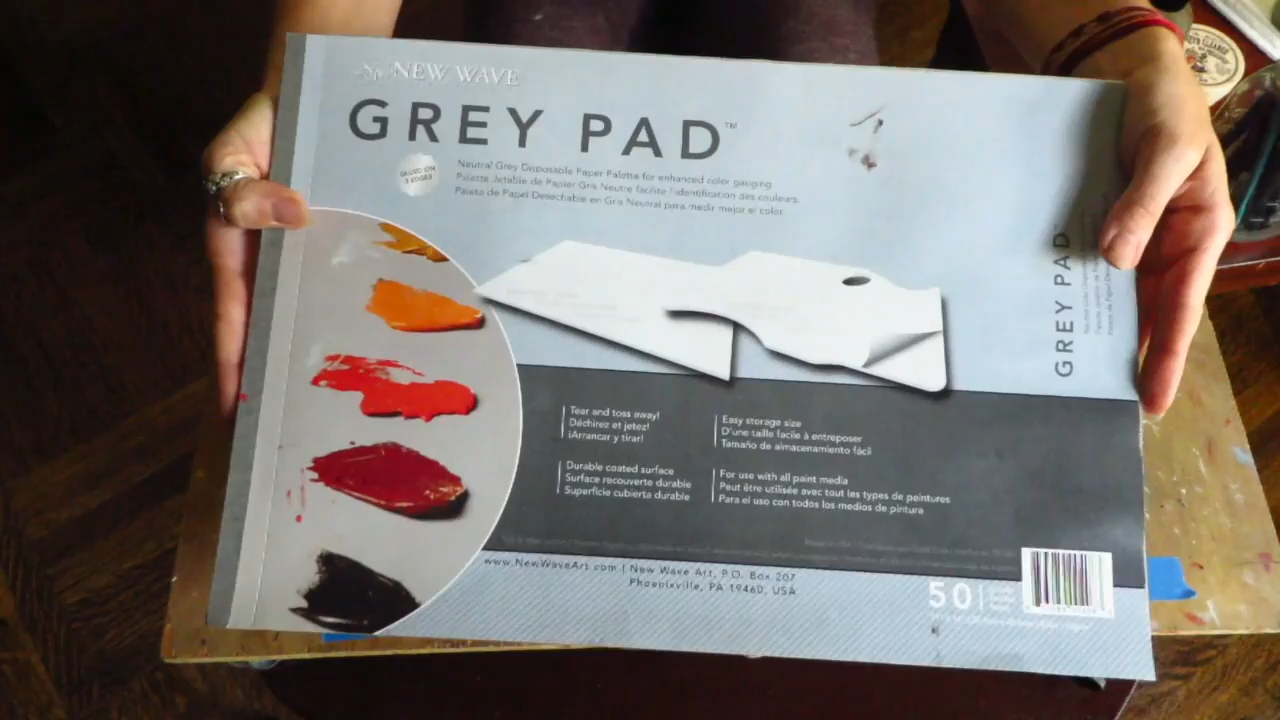 NEW WAVE
GREY PAD™
GLUED ON
2 EDGES
Neutral Grey Disposable Paper Palette for enhanced color gauging
Palette Jetable de Papier Gris Neutre facilite l'identification des couleurs.
Paleta de Papel Desechable en Gris Neutral para medir mejor el color.
GREY PAD
Tear and toss away!
Déchirez et jetez!
¡Arrancar y tirar!
Easy storage size
D'une taille facile à entreposer
Tamaño de almacenamiento fácil
Durable coated surface
Surface recouverte durable
Superficie cubierta durable
For use with all paint media
Peut être utilisée avec tout les types de peintures
Para el uso con todos los medios de pintura
www.NewWaveArt.com | New Wave Art, P.O. Box 207
Phoenixville, PA 19460, USA
50
CLEANER